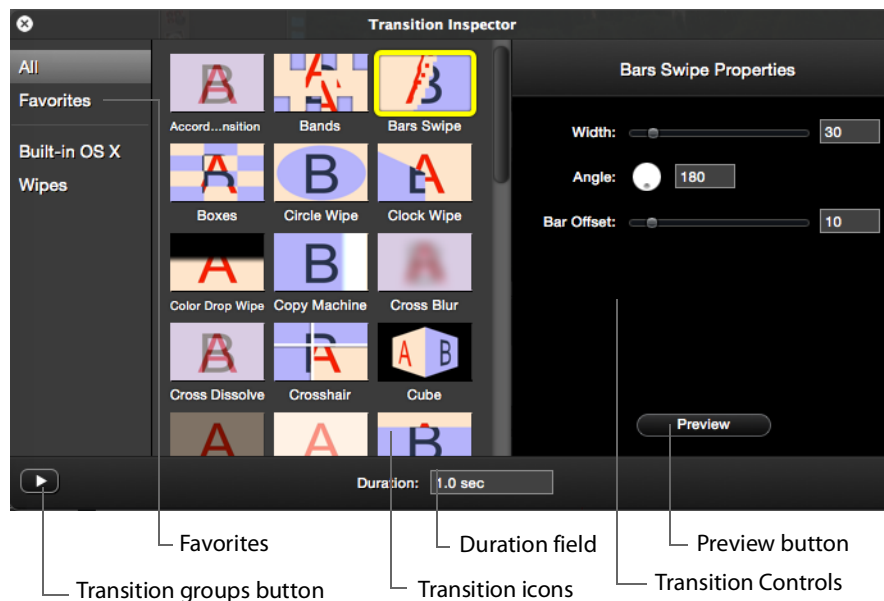 Transition Inspector
All
Favorites
Built-in OS X
Wipes
Accord...nsition
Bands
Bars Swipe
Boxes
Circle Wipe
Clock Wipe
Color Drop Wipe
Copy Machine
Cross Blur
Cross Dissolve
Crosshair
Cube
A B
Bars Swipe Properties
Width: 30
Angle: 180
Bar Offset: 10
Preview
Duration: 1.0 sec
Favorites
Duration field
Preview button
Transition groups button
Transition icons
Transition Controls